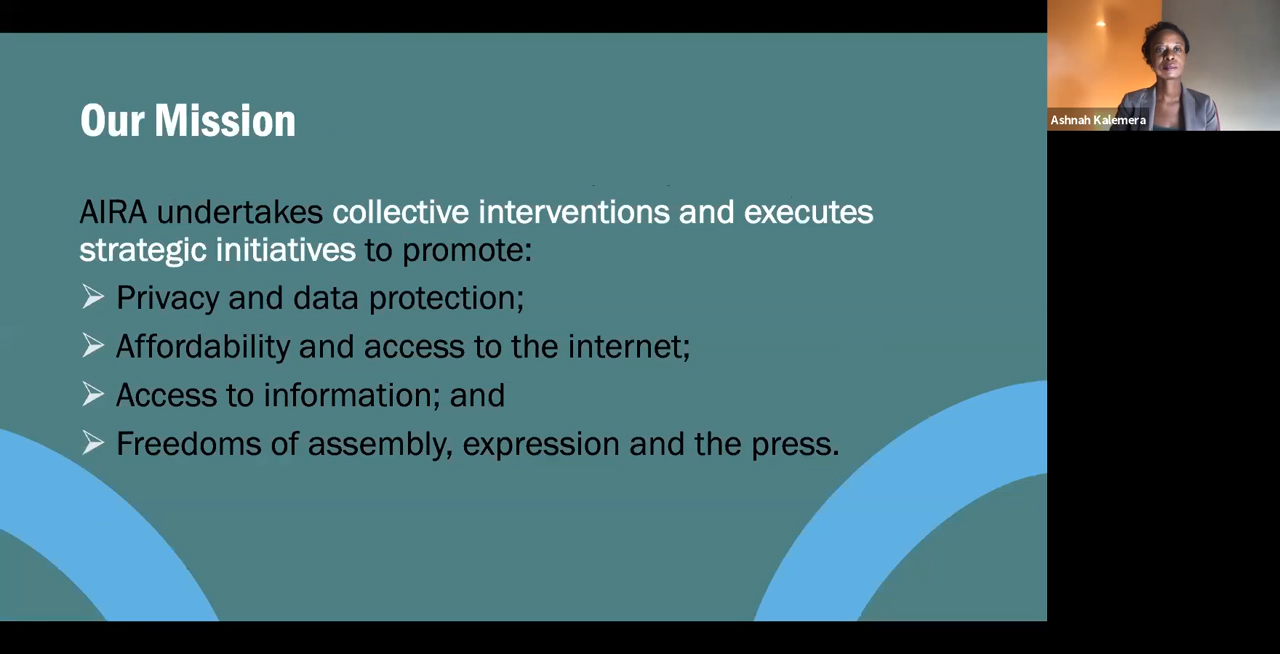 Our Mission
AIRA undertakes collective interventions and executes
strategic initiatives to promote:
Privacy and data protection;
Affordability and access to the internet;
Access to information; and
Freedoms of assembly, expression and the press.
Ashnah Kalemera